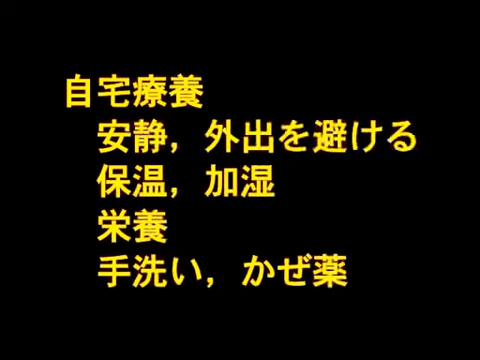 自宅療養
安静，外出を避ける
保温，加湿
栄養
手洗い，かぜ薬